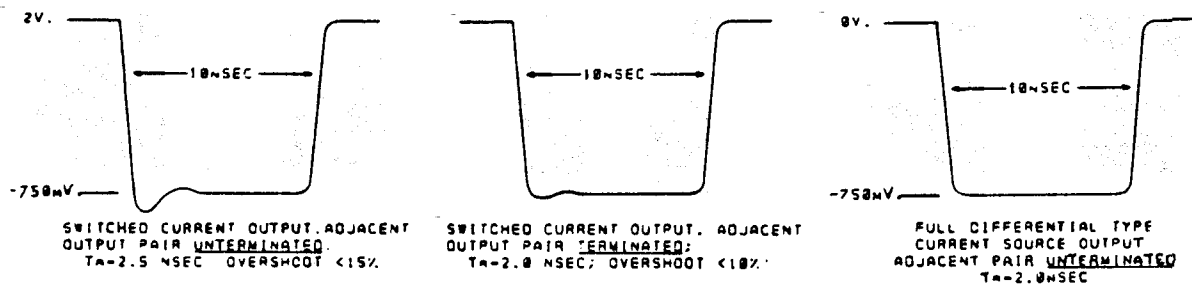 2V.
10NSEC
-750MV
SWITCHED CURRENT OUTPUT. ADJACENT
OUTPUT PAIR UNTERMINATED.
TR=2.5 NSEC OVERSHOOT <15%
10NSEC
SWITCHED CURRENT OUTPUT. ADJACENT
OUTPUT PAIR TERMINATED;
TR=2.0 NSEC; OVERSHOOT <10%
0V.
10NSEC
-750MV
FULL DIFFERENTIAL TYPE
CURRENT SOURCE OUTPUT
ADJACENT PAIR UNTERMINATED
TR=2.0NSEC